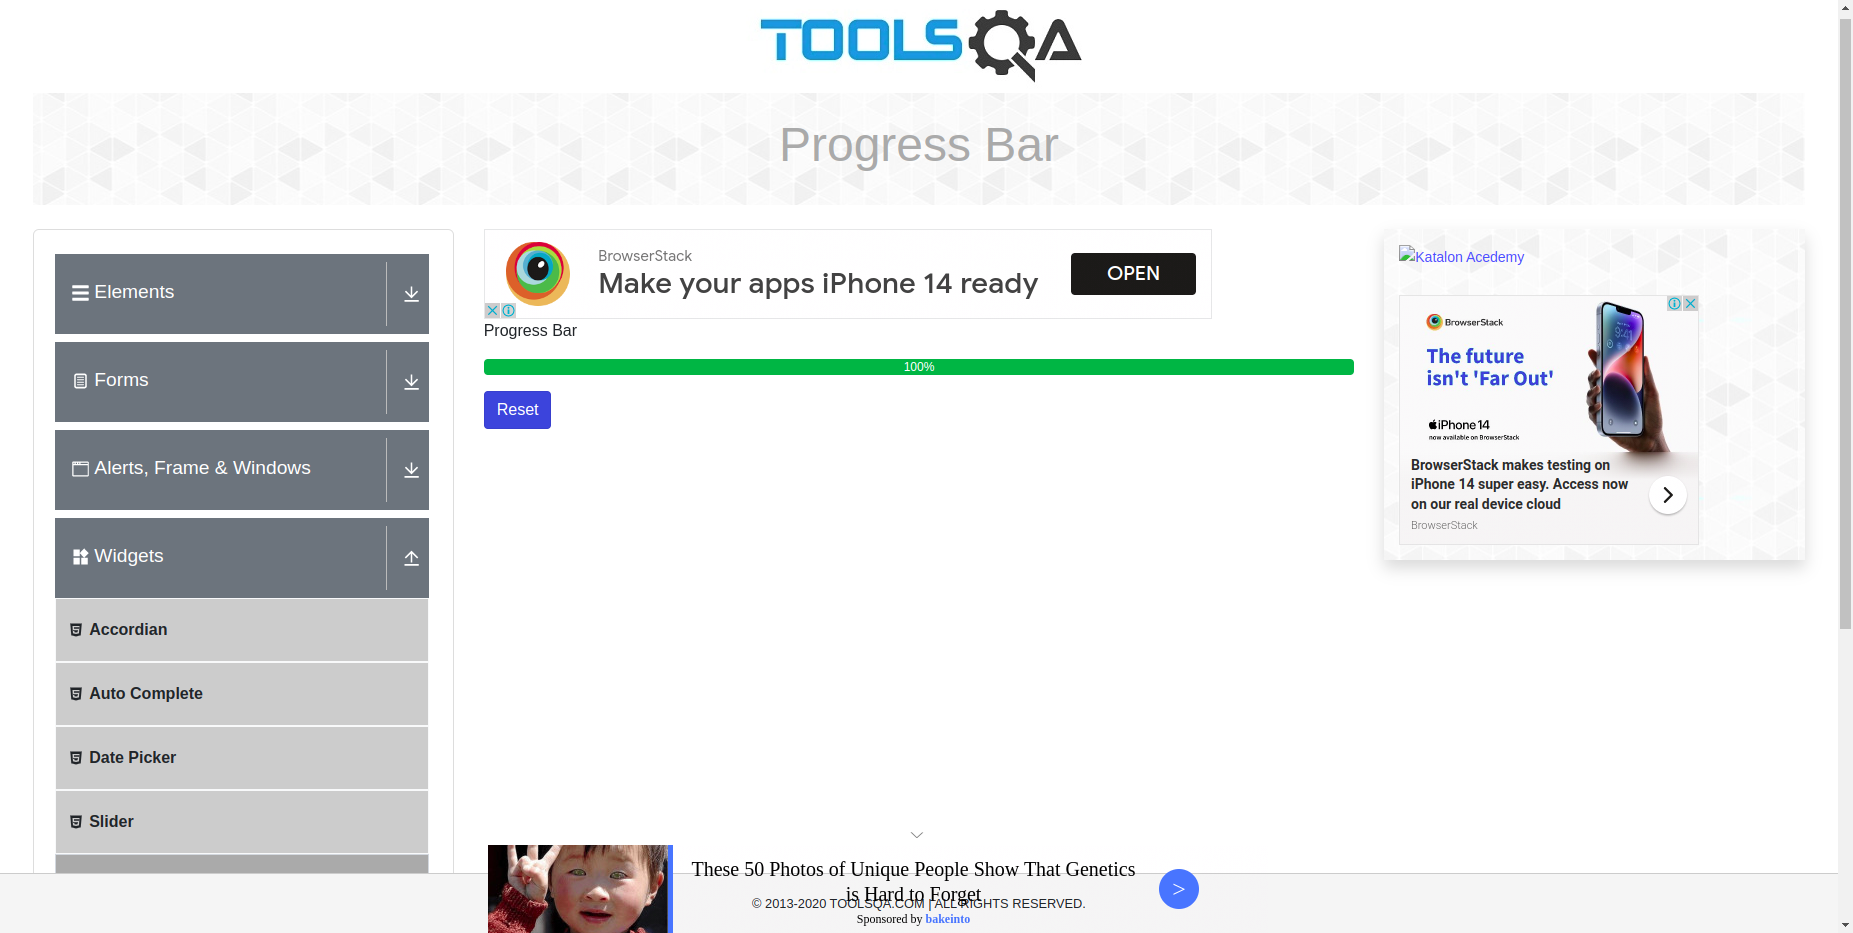 TOOLSQA
Progress Bar
Elements
Forms
Alerts, Frame & Windows
Widgets
Accordian
Auto Complete
Date Picker
Slider
BrowserStack
Make your apps iPhone 14 ready
OPEN
Progress Bar
100%
Reset
Katalon Acedemy
BrowserStack
The future
isn't 'Far Out'
9:41
iPhone 14
now available on BrowserStack
BrowserStack makes testing on
iPhone 14 super easy. Access now
on our real device cloud
BrowserStack
These 50 Photos of Unique People Show That Genetics
is Hard to Forget
>
© 2013-2020 TOOLSQA.COM | ALL RIGHTS RESERVED.
Sponsored by bakeinto